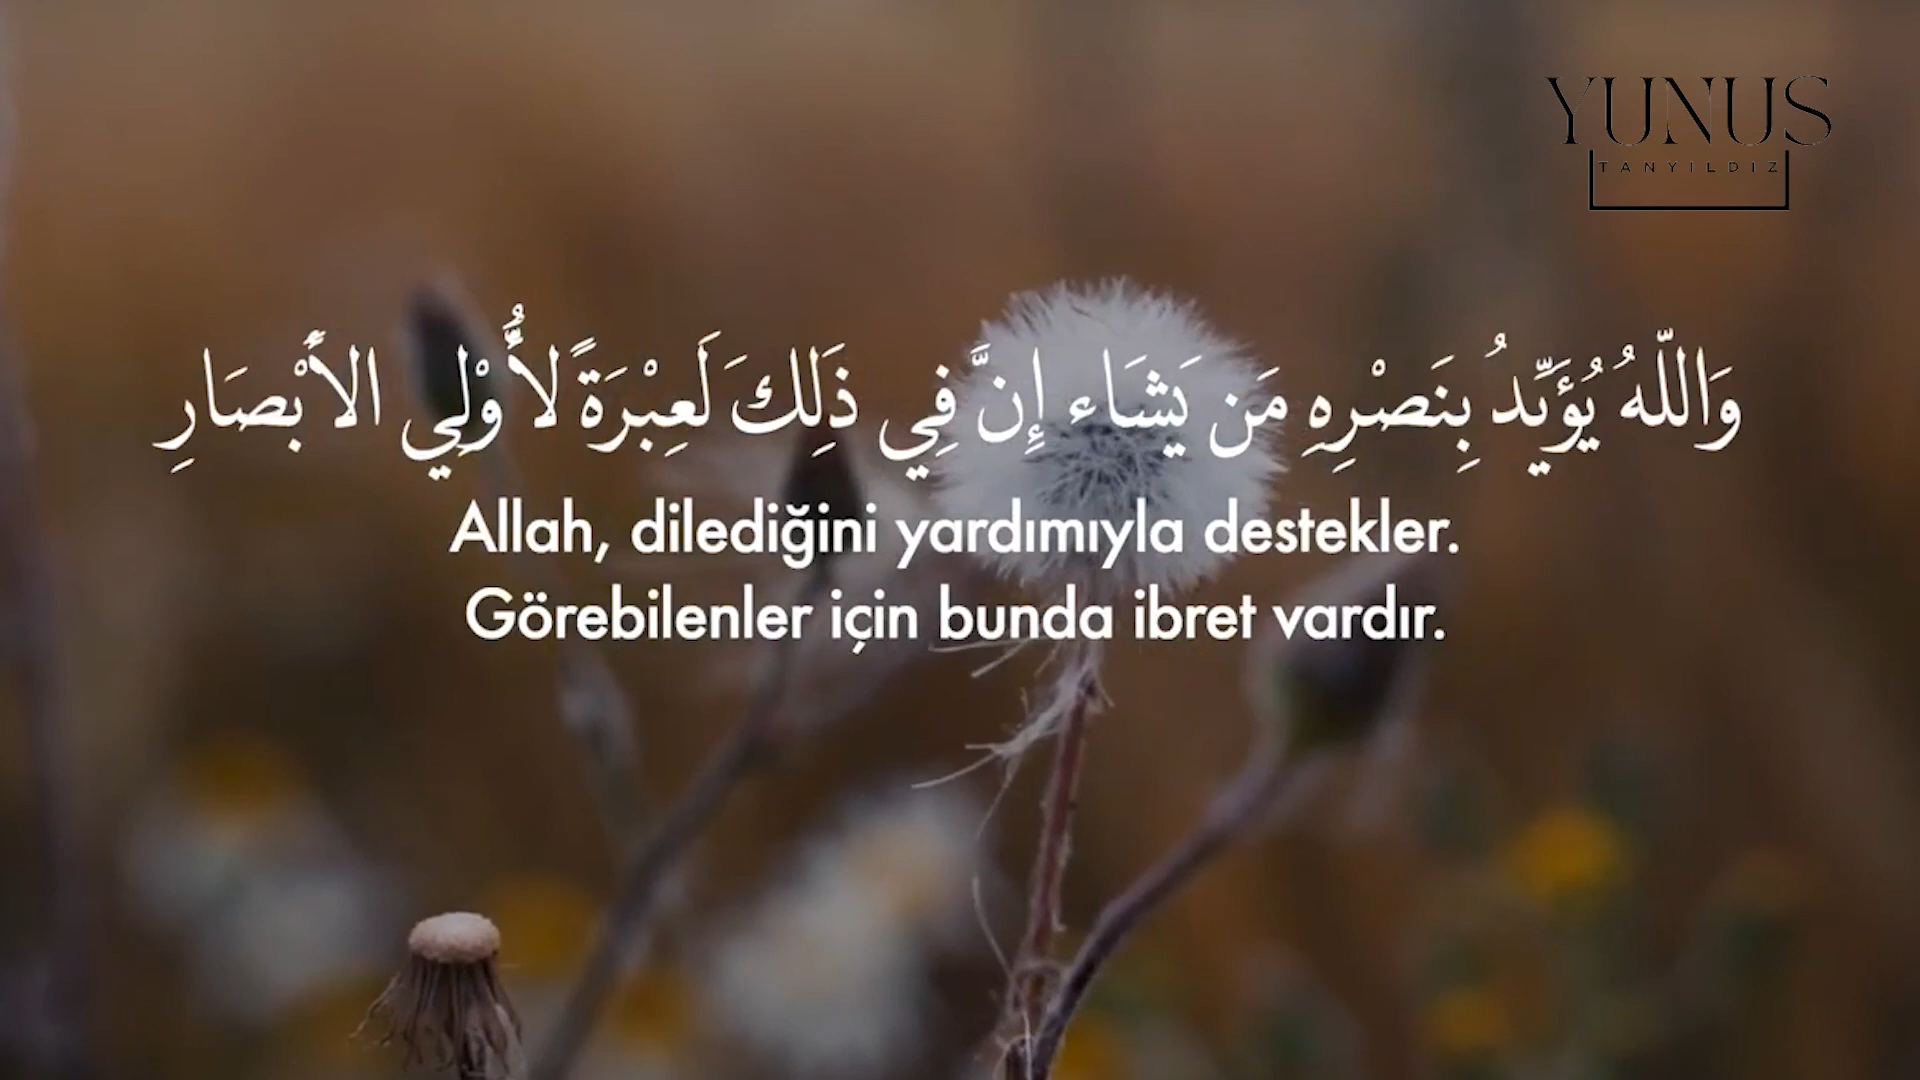 YUNUS
TANYILDIZ
وَاللّهُ يُؤَيِّدُ بِنَصْرِهِ مَن يَشَاء إِنَّ فِي ذَلِكَ لَعِبْرَةً لأُوْلِي الأَبْصَارِ
Allah, dilediğini yardımıyla destekler.
Görebilenler için bunda ibret vardır.